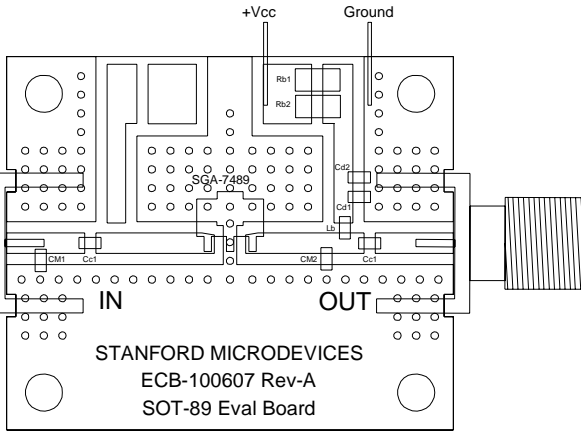 +Vcc Ground
Rb1
Rb2
Cd2
SGA-7489
Cd1
Lb
CM1 Cc1 CM2 Cc1
IN OUT
STANFORD MICRODEVICES
ECB-100607 Rev-A
SOT-89 Eval Board